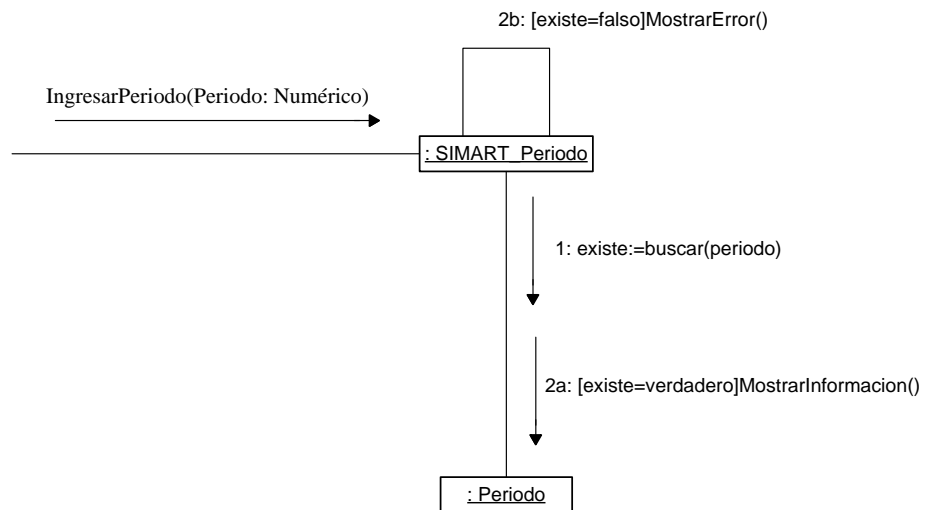 2b: [existe=falso]MostrarError()
IngresarPeriodo(Periodo: Numérico)
: SIMART_Periodo
1: existe:=buscar(periodo)
2a: [existe=verdadero]MostrarInformacion()
: Periodo